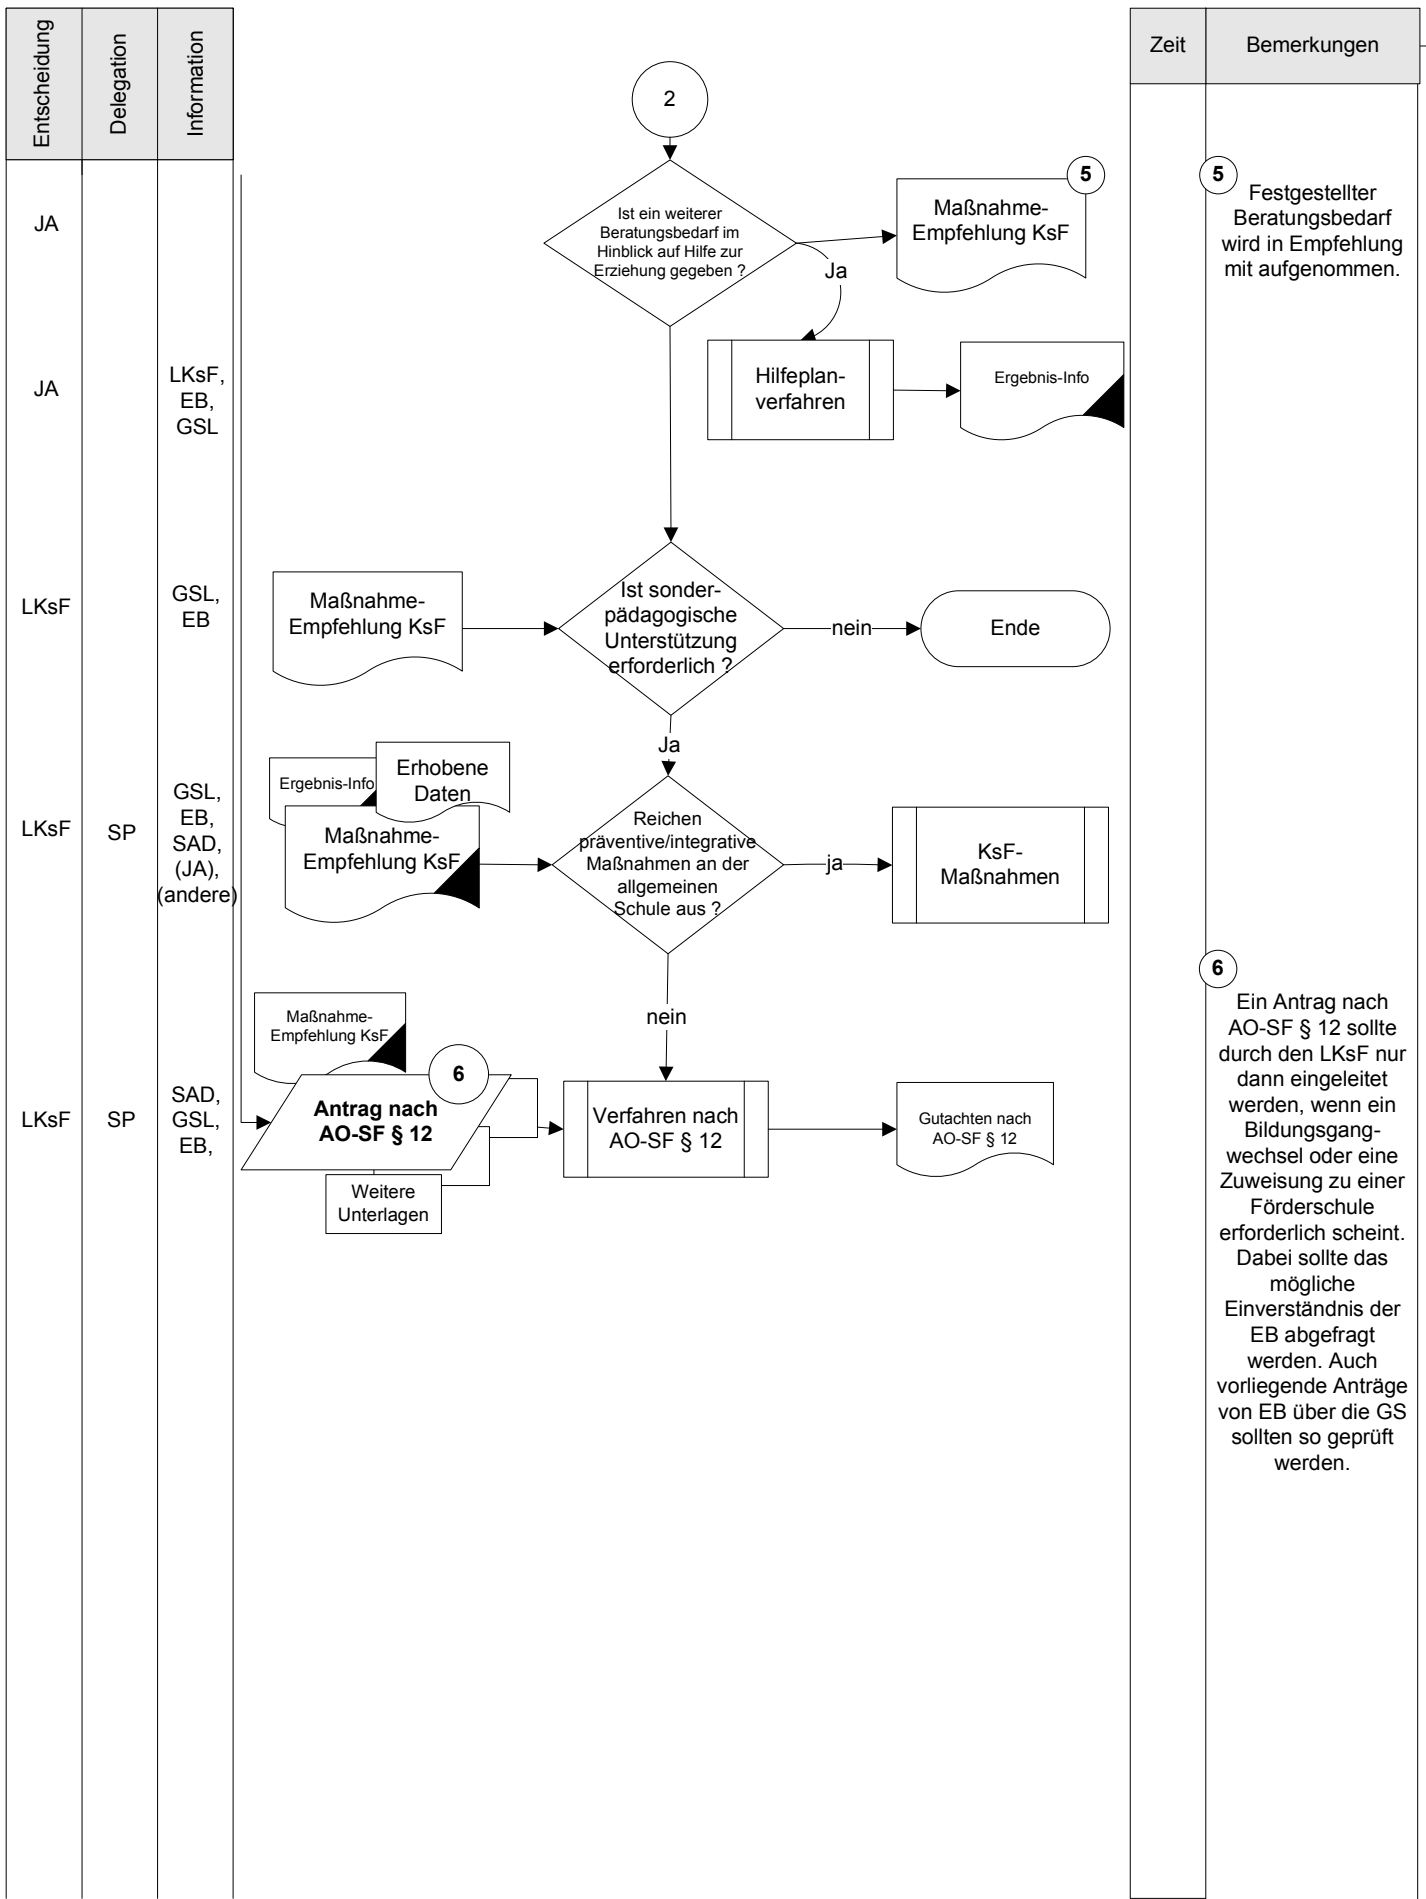 Entscheidung
Delegation
Information
Zeit
Bemerkungen
2
JA
Ist ein weiterer
Beratungsbedarf im
Hinblick auf Hilfe zur
Erziehung gegeben ?
Ja
5
Maßnahme-
Empfehlung KsF
5
Festgestellter
Beratungsbedarf
wird in Empfehlung
mit aufgenommen.
JA
LKsF,
EB,
GSL
Hilfeplan-
verfahren
Ergebnis-Info
LKsF
GSL,
EB
Maßnahme-
Empfehlung KsF
Ist sonder-
pädagogische
Unterstützung
erforderlich ?
nein
Ende
Ja
LKsF
SP
GSL,
EB,
SAD,
(JA),
(andere)
Ergebnis-Info
Erhobene
Daten
Maßnahme-
Empfehlung KsF
Reichen
präventive/integrative
Maßnahmen an der
allgemeinen
Schule aus ?
ja
KsF-
Maßnahmen
nein
LKsF
SP
SAD,
GSL,
EB,
Maßnahme-
Empfehlung KsF
6
Antrag nach
AO-SF § 12
Weitere
Unterlagen
Verfahren nach
AO-SF § 12
Gutachten nach
AO-SF § 12
6
Ein Antrag nach
AO-SF § 12 sollte
durch den LKsF nur
dann eingeleitet
werden, wenn ein
Bildungsgang-
wechsel oder eine
Zuweisung zu einer
Förderschule
erforderlich scheint.
Dabei sollte das
mögliche
Einverständnis der
EB abgefragt
werden. Auch
vorliegende Anträge
von EB über die GS
sollten so geprüft
werden.